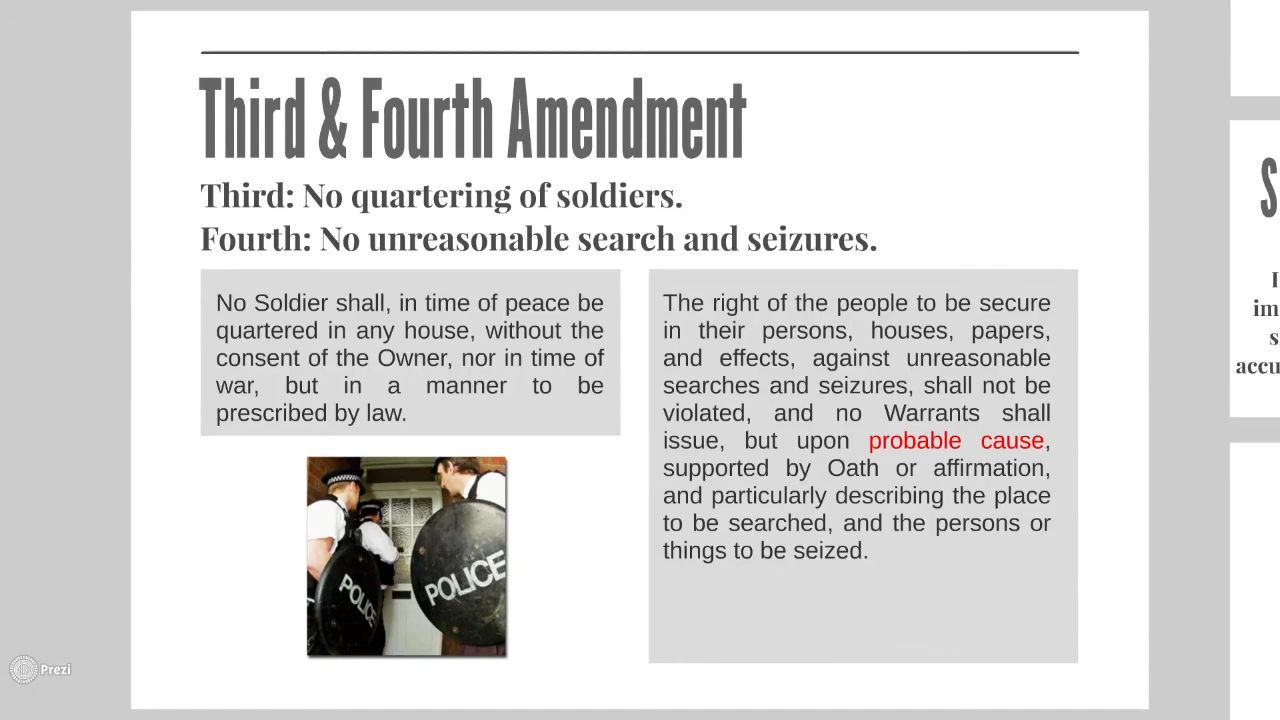 Third & Fourth Amendment
Third: No quartering of soldiers.
Fourth: No unreasonable search and seizures.
No Soldier shall, in time of peace be
quartered in any house, without the
consent of the Owner, nor in time of
war, but in a manner to be
prescribed by law.
POLICE
POLICE
The right of the people to be secure
in their persons, houses, papers,
and effects, against unreasonable
searches and seizures, shall not be
violated, and no Warrants shall
issue, but upon probable cause,
supported by Oath or affirmation,
and particularly describing the place
to be searched, and the persons or
things to be seized.
Prezi